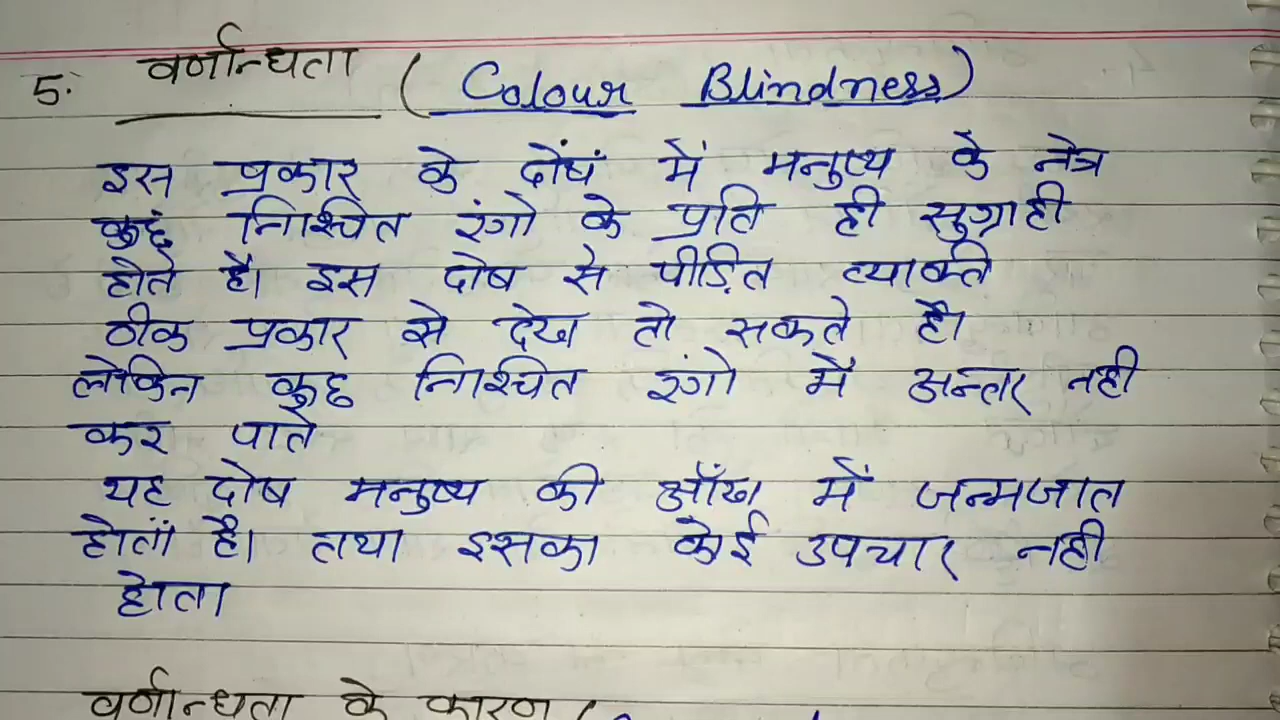 5. वर्णान्धता ( Colour Blindness )
इस प्रकार के दोषं में मनुष्य के नेत्र
कुछ निश्चित रंगो के प्रति ही सुग्राही
होते है। इस दोष से पीड़ित व्याक्ति
ठीक प्रकार से देख तो सकते है।
लेकिन कुछ निश्चित रंगो में अन्तर नही
कर पाते
यह दोष मनुष्य की आँख में जन्मजात
होतां है। तथा इसका कोई उपचार नही
होता
वर्णान्धता के कारण (